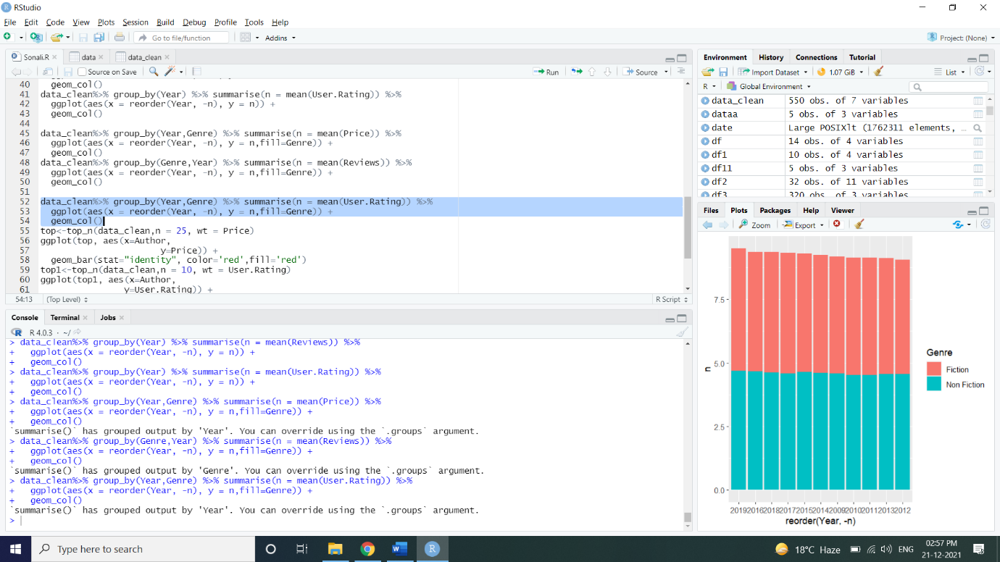 RStudio
File Edit Code View Plots Session Build Debug Profile Tools Help
Go to file/function Addins Project: (None)
Sonali.R data data_clean
Source on Save Run Source
40 geom_col()
41 data_clean%>% group_by(Year) %>% summarise(n = mean(User.Rating)) %>%
42 ggplot(aes(x = reorder(Year, -n), y = n)) +
43 geom_col()
44
45 data_clean%>% group_by(Year,Genre) %>% summarise(n = mean(Price)) %>%
46 ggplot(aes(x = reorder(Year, -n), y = n,fill=Genre)) +
47 geom_col()
48 data_clean%>% group_by(Genre,Year) %>% summarise(n = mean(Reviews)) %>%
49 ggplot(aes(x = reorder(Year, -n), y = n,fill=Genre)) +
50 geom_col()
51
52 data_clean%>% group_by(Year,Genre) %>% summarise(n = mean(User.Rating)) %>%
53 ggplot(aes(x = reorder(Year, -n), y = n,fill=Genre)) +
54 geom_col()
55 top<-top_n(data_clean,n = 25, wt = Price)
56 ggplot(top, aes(x=Author,
57 y=Price)) +
58 geom_bar(stat="identity", color='red',fill='red')
59 top1<-top_n(data_clean,n = 10, wt = User.Rating)
60 ggplot(top1, aes(x=Author,
61 y=User.Rating)) +
54:13 (Top Level) R Script
Console Terminal Jobs
R 4.0.3 · ~/
> data_clean%>% group_by(Year) %>% summarise(n = mean(Reviews)) %>%
+ ggplot(aes(x = reorder(Year, -n), y = n)) +
+ geom_col()
> data_clean%>% group_by(Year) %>% summarise(n = mean(User.Rating)) %>%
+ ggplot(aes(x = reorder(Year, -n), y = n)) +
+ geom_col()
> data_clean%>% group_by(Year,Genre) %>% summarise(n = mean(Price)) %>%
+ ggplot(aes(x = reorder(Year, -n), y = n,fill=Genre)) +
+ geom_col()
`summarise()` has grouped output by 'Year'. You can override using the `.groups` argument.
> data_clean%>% group_by(Genre,Year) %>% summarise(n = mean(Reviews)) %>%
+ ggplot(aes(x = reorder(Year, -n), y = n,fill=Genre)) +
+ geom_col()
`summarise()` has grouped output by 'Genre'. You can override using the `.groups` argument.
> data_clean%>% group_by(Year,Genre) %>% summarise(n = mean(User.Rating)) %>%
+ ggplot(aes(x = reorder(Year, -n), y = n,fill=Genre)) +
+ geom_col()
`summarise()` has grouped output by 'Year'. You can override using the `.groups` argument.
>
Environment History Connections Tutorial
Import Dataset 1.07 GiB List
R Global Environment
data_clean 550 obs. of 7 variables
dataa 5 obs. of 3 variables
date Large POSIXlt (1762311 elements, …
df 14 obs. of 4 variables
df1 10 obs. of 4 variables
df11 5 obs. of 3 variables
df2 32 obs. of 11 variables
df3 320 obs. of 3 variables
Files Plots Packages Help Viewer
Zoom Export
7.5
5.0
2.5
0.0
n
Genre
Fiction
Non Fiction
2019 2016 2018 2017 2015 2014 2009 2010 2011 2013 2012
reorder(Year, -n)
Type here to search
18°C Haze ENG
02:57 PM
21-12-2021